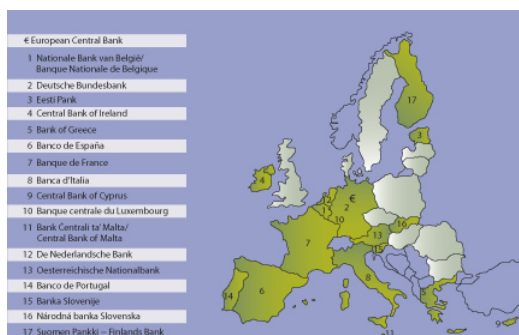 € European Central Bank
1 Nationale Bank van België/
Banque Nationale de Belgique
2 Deutsche Bundesbank
3 Eesti Pank
4 Central Bank of Ireland
5 Bank of Greece
6 Banco de España
7 Banque de France
8 Banca d'Italia
9 Central Bank of Cyprus
10 Banque centrale du Luxembourg
11 Bank Ċentrali ta' Malta/
Central Bank of Malta
12 De Nederlandsche Bank
13 Oesterreichische Nationalbank
14 Banco de Portugal
15 Banka Slovenije
16 Národná banka Slovenska
17 Suomen Pankki – Finlands Bank
17
3
4
12
€
1
2
10
16
13
15
7
8
14
6
5
11
9